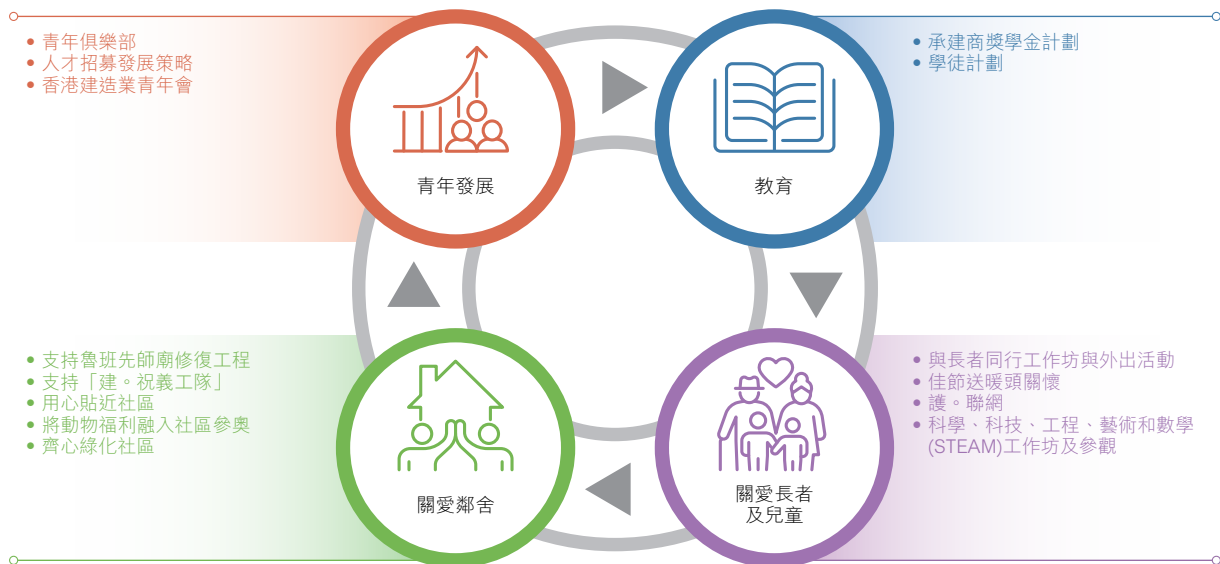 • 青年俱樂部
• 人才招募發展策略
• 香港建造業青年會
青年發展
• 承建商獎學金計劃
• 學徒計劃
教育
• 支持魯班先師廟修復工程
• 支持「建。祝義工隊」
• 用心貼近社區
• 將動物福利融入社區參與
• 齊心綠化社區
關愛鄰舍
• 與長者同行工作坊與外出活動
• 佳節送暖頭關懷
• 護。聯網
• 科學、科技、工程、藝術和數學
(STEAM)工作坊及參觀
關愛長者
及兒童